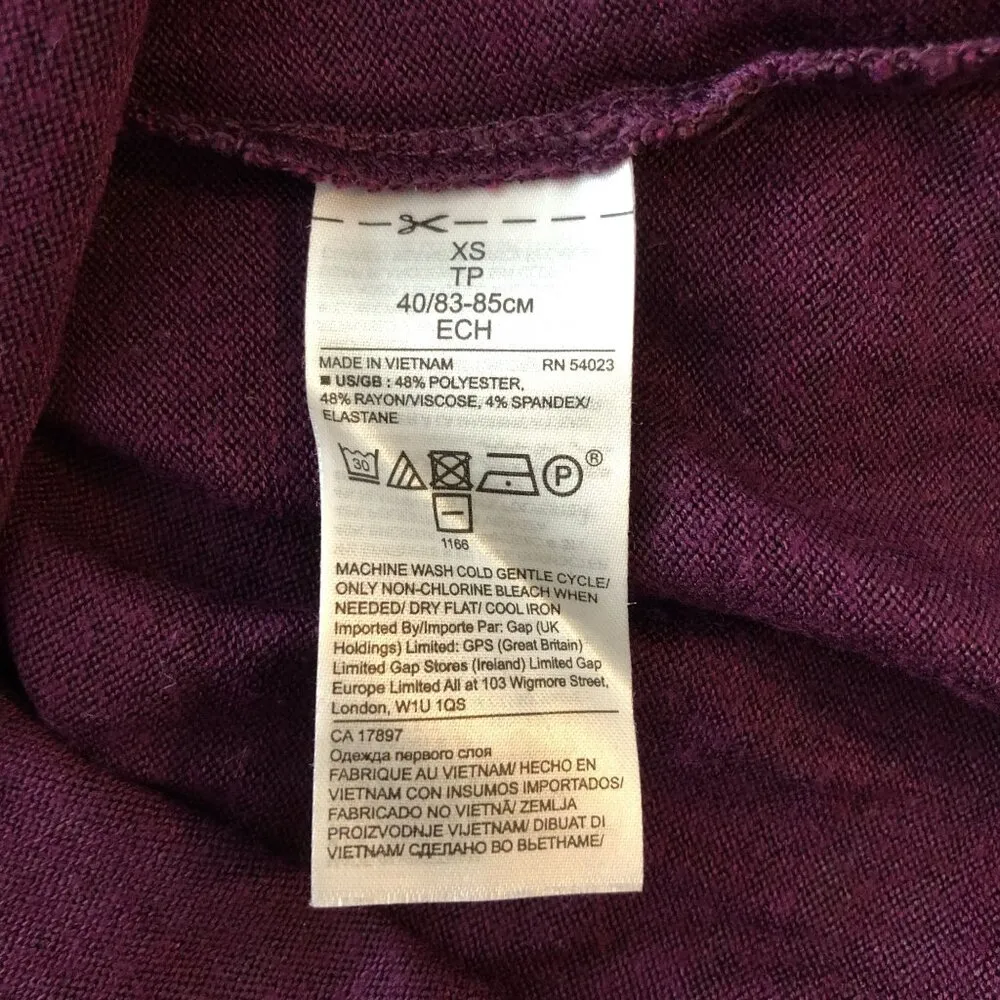 XS
TP
40/83-85см
ECH
MADE IN VIETNAM RN 54023
US/GB : 48% POLYESTER,
48% RAYON/VISCOSE, 4% SPANDEX/
ELASTANE
30 P ®
1166
MACHINE WASH COLD GENTLE CYCLE/
ONLY NON-CHLORINE BLEACH WHEN
NEEDED/ DRY FLAT/ COOL IRON
Imported By/Importe Par: Gap (UK
Holdings) Limited: GPS (Great Britain)
Limited Gap Stores (Ireland) Limited Gap
Europe Limited All at 103 Wigmore Street,
London, W1U 1QS
CA 17897
Одежда первого слоя
FABRIQUE AU VIETNAM/ HECHO EN
VIETNAM CON INSUMOS IMPORTADOS/
FABRICADO NO VIETNÃ/ ZEMLJA
PROIZVODNJE VIJETNAM/ DIBUAT DI
VIETNAM/ СДЕЛАНО ВО ВЬЕТНАМЕ/